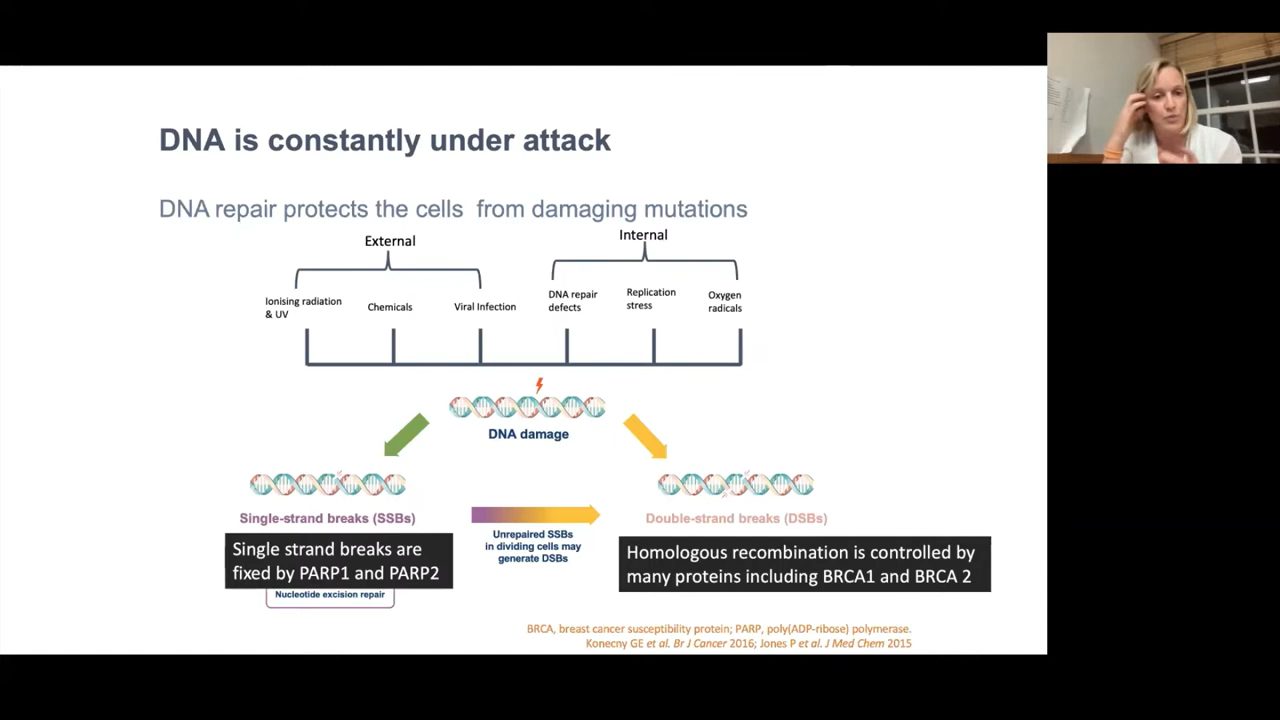 DNA is constantly under attack
DNA repair protects the cells from damaging mutations
External
Internal
Ionising radiation
& UV
Chemicals
Viral Infection
DNA repair
defects
Replication
stress
Oxygen
radicals
DNA damage
Single-strand breaks (SSBs)
Single strand breaks are
fixed by PARP1 and PARP2
Nucleotide excision repair
Unrepaired SSBs
in dividing cells may
generate DSBs
Double-strand breaks (DSBs)
Homologous recombination is controlled by
many proteins including BRCA1 and BRCA 2
BRCA, breast cancer susceptibility protein; PARP, poly(ADP-ribose) polymerase.
Konecny GE et al. Br J Cancer 2016; Jones P et al. J Med Chem 2015